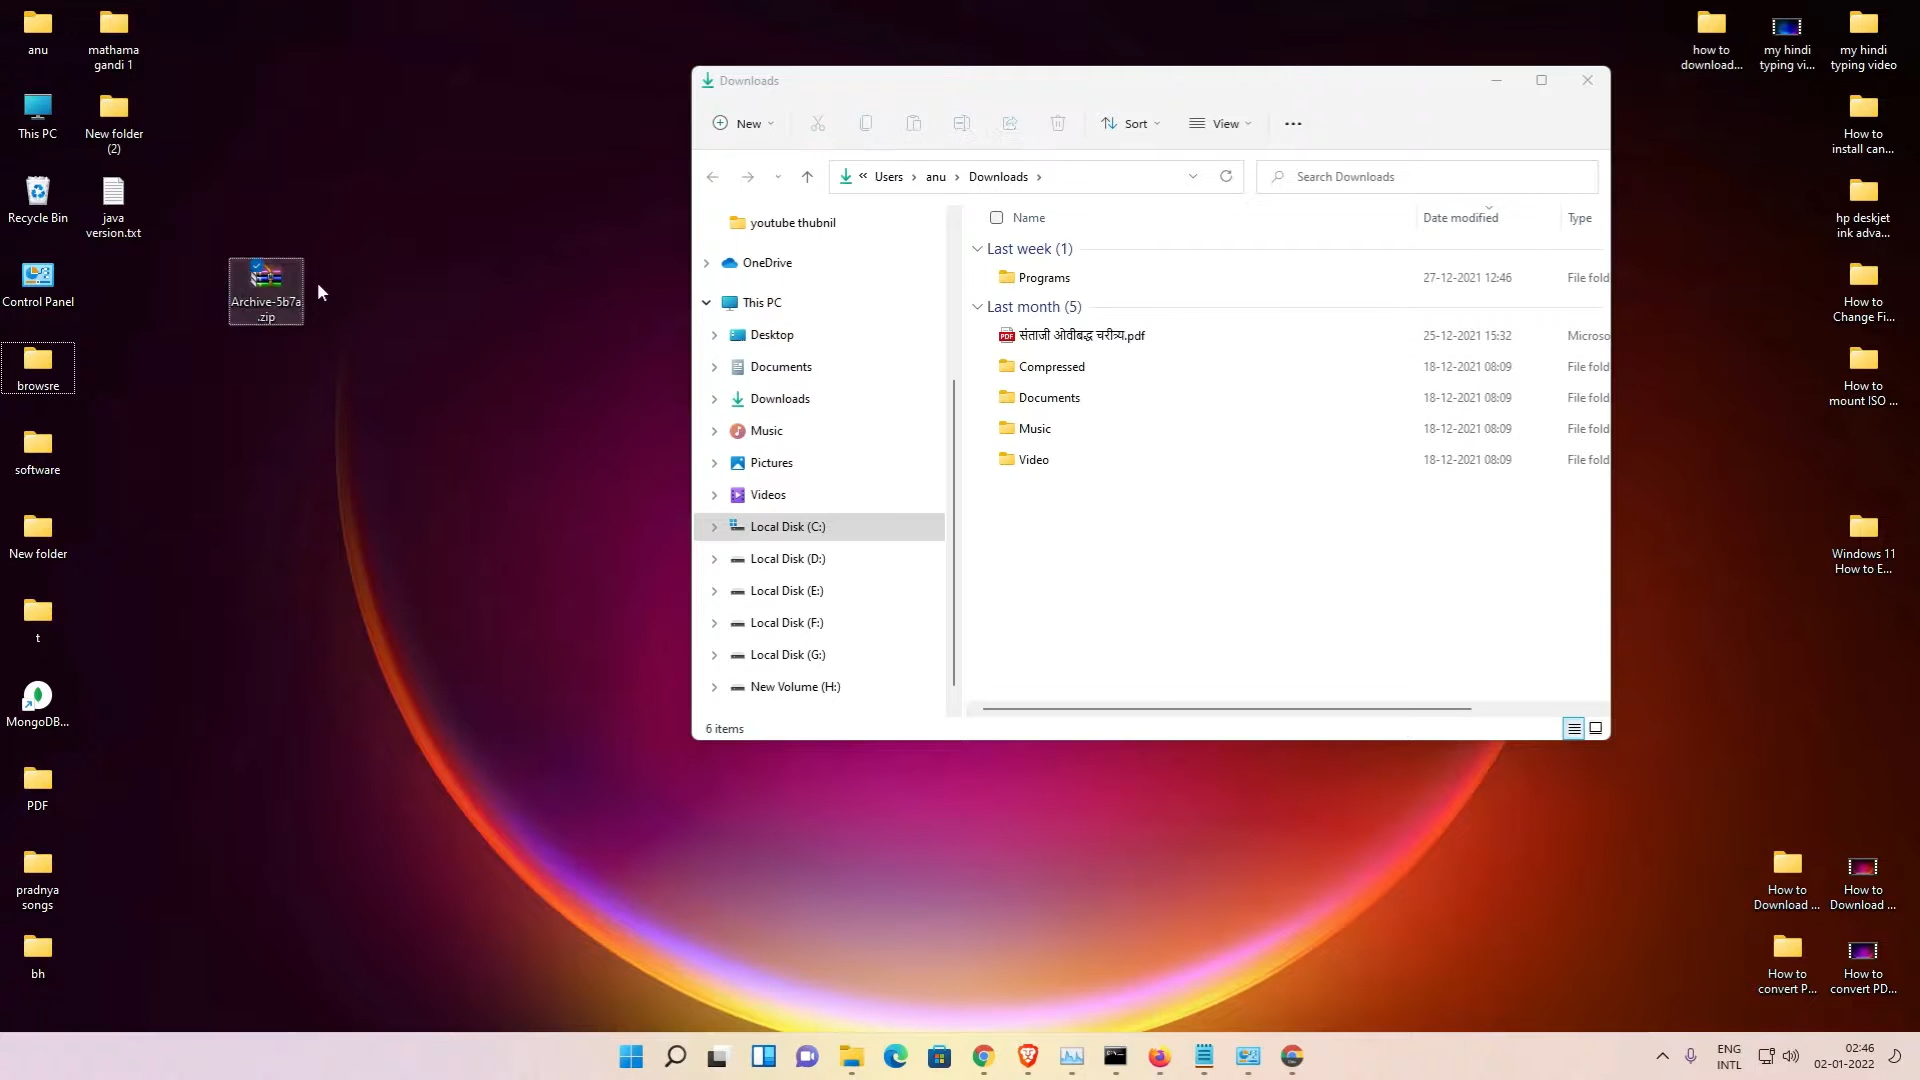 anu
mathama
gandi 1
This PC
New folder
(2)
Recycle Bin
java
version.txt
Control Panel
Archive-5b7a
.zip
browsre
software
New folder
t
MongoDB...
PDF
pradnya
songs
bh
Downloads
New
Sort
View
Users
anu
Downloads
Search Downloads
youtube thubnil
OneDrive
This PC
Desktop
Documents
Downloads
Music
Pictures
Videos
Local Disk (C:)
Local Disk (D:)
Local Disk (E:)
Local Disk (F:)
Local Disk (G:)
New Volume (H:)
Name Date modified Type
Last week (1)
Programs 27-12-2021 12:46 File fold
Last month (5)
संताजी ओवीबद्ध चरीत्र्य.pdf 25-12-2021 15:32 Microso
Compressed 18-12-2021 08:09 File fold
Documents 18-12-2021 08:09 File fold
Music 18-12-2021 08:09 File fold
Video 18-12-2021 08:09 File fold
6 items
how to
download...
my hindi
typing vi...
my hindi
typing video
How to
install can...
hp deskjet
ink adva...
How to
Change Fi...
How to
mount ISO ...
Windows 11
How to E...
How to
Download ...
How to
Download ...
How to
convert P...
How to
convert PD...
ENG
INTL
02:46
02-01-2022